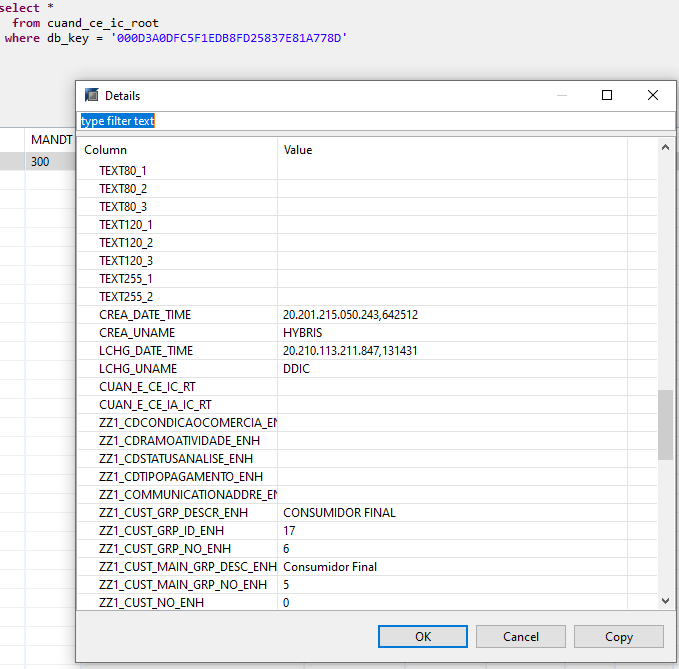 select *
from cuand_ce_ic_root
where db_key = '000D3A0DFC5F1EDB8FD25837E81A778D'
Details
type filter text
MANDT
300
Column Value
TEXT80_1
TEXT80_2
TEXT80_3
TEXT120_1
TEXT120_2
TEXT120_3
TEXT255_1
TEXT255_2
CREA_DATE_TIME 20.201.215.050.243,642512
CREA_UNAME HYBRIS
LCHG_DATE_TIME 20.210.113.211.847,131431
LCHG_UNAME DDIC
CUAN_E_CE_IC_RT
CUAN_E_CE_IA_IC_RT
ZZ1_CDCONDICAOCOMERCIA_EN
ZZ1_CDRAMOATIVIDADE_ENH
ZZ1_CDSTATUSANALISE_ENH
ZZ1_CDTIPOPAGAMENTO_ENH
ZZ1_COMMUNICATIONADDRE_EN
ZZ1_CUST_GRP_DESCR_ENH CONSUMIDOR FINAL
ZZ1_CUST_GRP_ID_ENH 17
ZZ1_CUST_GRP_NO_ENH 6
ZZ1_CUST_MAIN_GRP_DESC_ENH Consumidor Final
ZZ1_CUST_MAIN_GRP_NO_ENH 5
ZZ1_CUST_NO_ENH 0
OK Cancel Copy